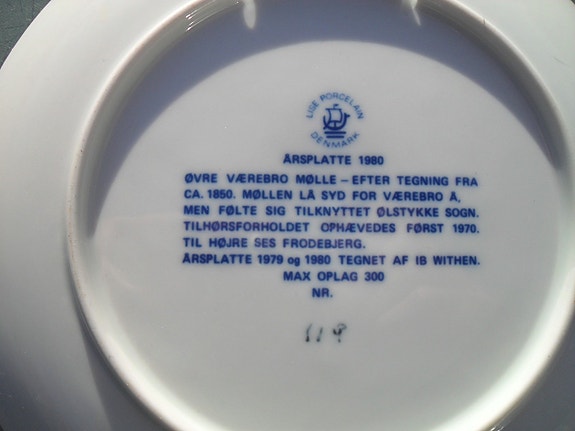 LISE PORCELAIN
DENMARK
ÅRSPLATTE 1980
ØVRE VÆREBRO MØLLE – EFTER TEGNING FRA
CA. 1850. MØLLEN LÅ SYD FOR VÆREBRO Å,
MEN FØLTE SIG TILKNYTTET ØLSTYKKE SOGN.
TILHØRSFORHOLDET OPHÆVEDES FØRST 1970.
TIL HØJRE SES FRODEBJERG.
ÅRSPLATTE 1979 og 1980 TEGNET AF IB WITHEN.
MAX OPLAG 300
NR.
119